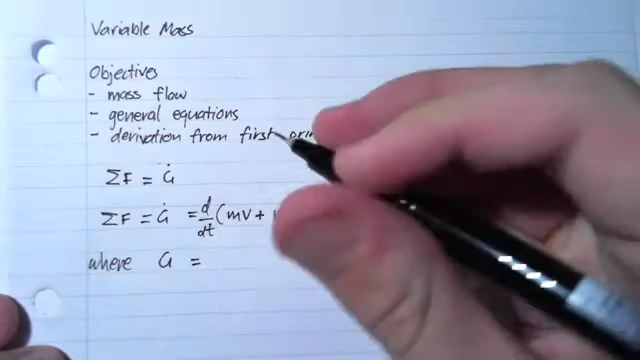 Variable Mass
Objectives
- mass flow
- general equations
- derivation from first
ΣF = Ġ
ΣF = Ġ = d/dt (mv +
where G =